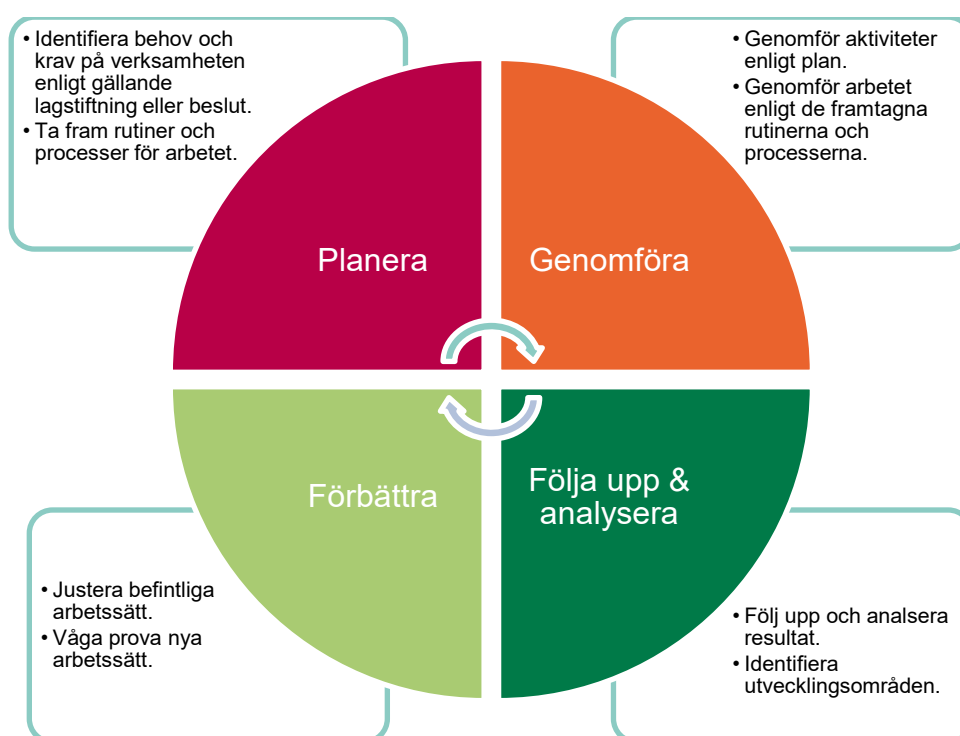 • Identifiera behov och
krav på verksamheten
enligt gällande
lagstiftning eller beslut.
• Ta fram rutiner och
processer för arbetet.
• Genomför aktiviteter
enligt plan.
• Genomför arbetet
enligt de framtagna
rutinerna och
processerna.
Planera
Genomföra
Förbättra
Följa upp &
analysera
• Justera befintliga
arbetssätt.
• Våga prova nya
arbetssätt.
• Följ upp och analsera
resultat.
• Identifiera
utvecklingsområden.